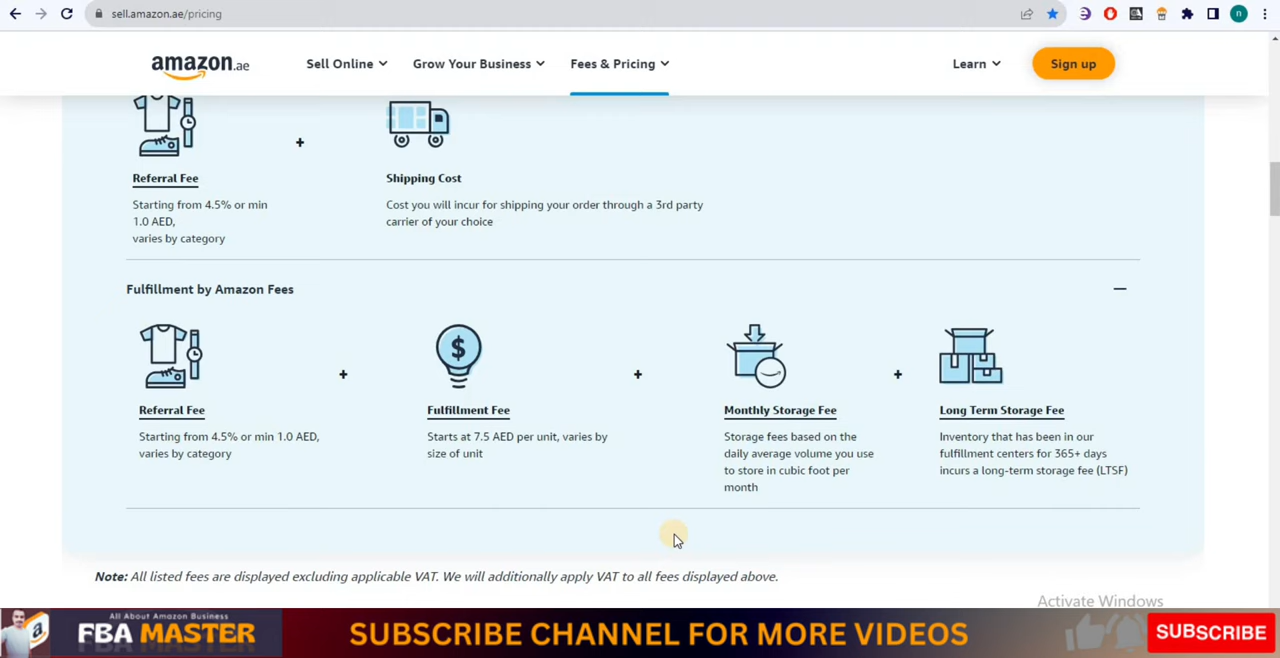 sell.amazon.ae/pricing
n
amazon.ae
Sell Online
Grow Your Business
Fees & Pricing
Learn
Sign up
+
Referral Fee
Shipping Cost
Starting from 4.5% or min
1.0 AED,
varies by category
Cost you will incur for shipping your order through a 3rd party
carrier of your choice
Fulfillment by Amazon Fees
$
+
+
+
Referral Fee
Fulfillment Fee
Monthly Storage Fee
Long Term Storage Fee
Starting from 4.5% or min 1.0 AED,
varies by category
Starts at 7.5 AED per unit, varies by
size of unit
Storage fees based on the
daily average volume you use
to store in cubic foot per
month
Inventory that has been in our
fulfillment centers for 365+ days
incurs a long-term storage fee (LTSF)
Note: All listed fees are displayed excluding applicable VAT. We will additionally apply VAT to all fees displayed above.
Activate Windows
All About Amazon Business
a
FBA MASTER
SUBSCRIBE CHANNEL FOR MORE VIDEOS
SUBSCRIBE